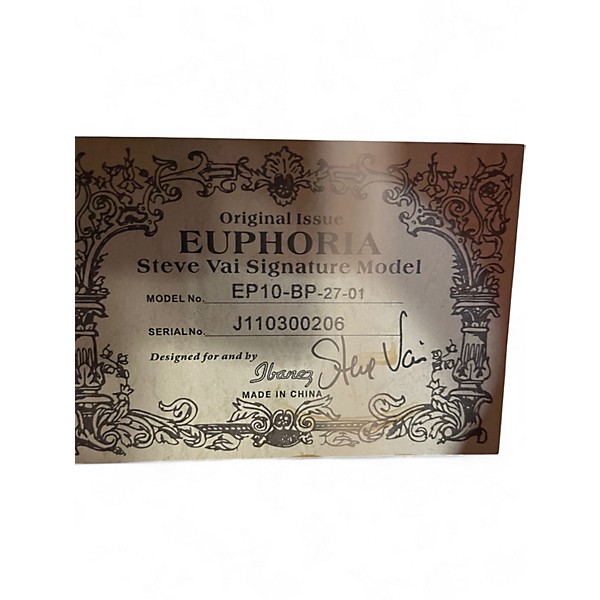 Original Issue
EUPHORIA
Steve Vai Signature Model
MODEL No. EP10-BP-27-01
SERIAL No. J110300206
Designed for and by
Ibanez Steve Vai
MADE IN CHINA